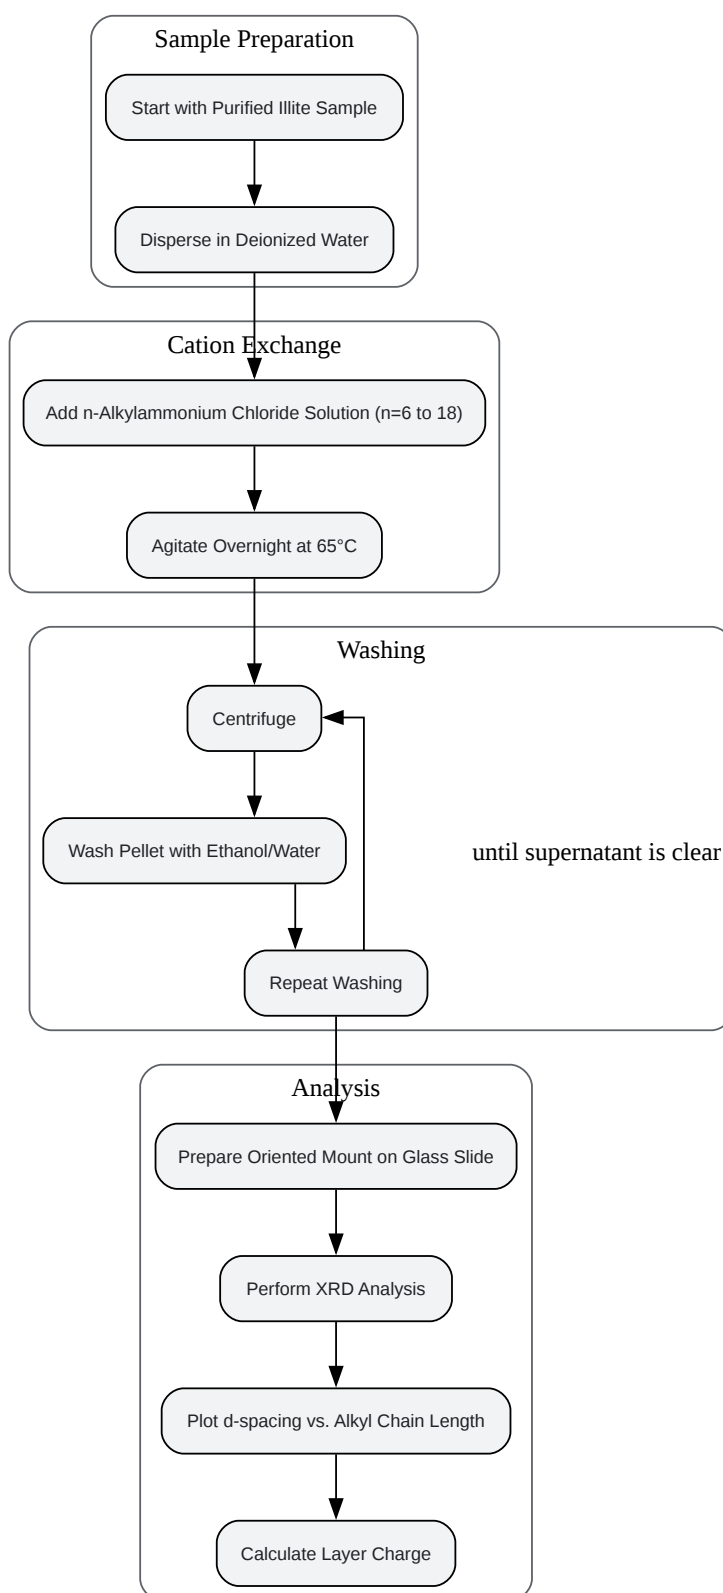 Sample Preparation
Start with Purified Illite Sample
Disperse in Deionized Water
Cation Exchange
Add n-Alkylammonium Chloride Solution (n=6 to 18)
Agitate Overnight at 65°C
Washing
Centrifuge
Wash Pellet with Ethanol/Water
until supernatant is clear
Repeat Washing
Analysis
Prepare Oriented Mount on Glass Slide
Perform XRD Analysis
Plot d-spacing vs. Alkyl Chain Length
Calculate Layer Charge